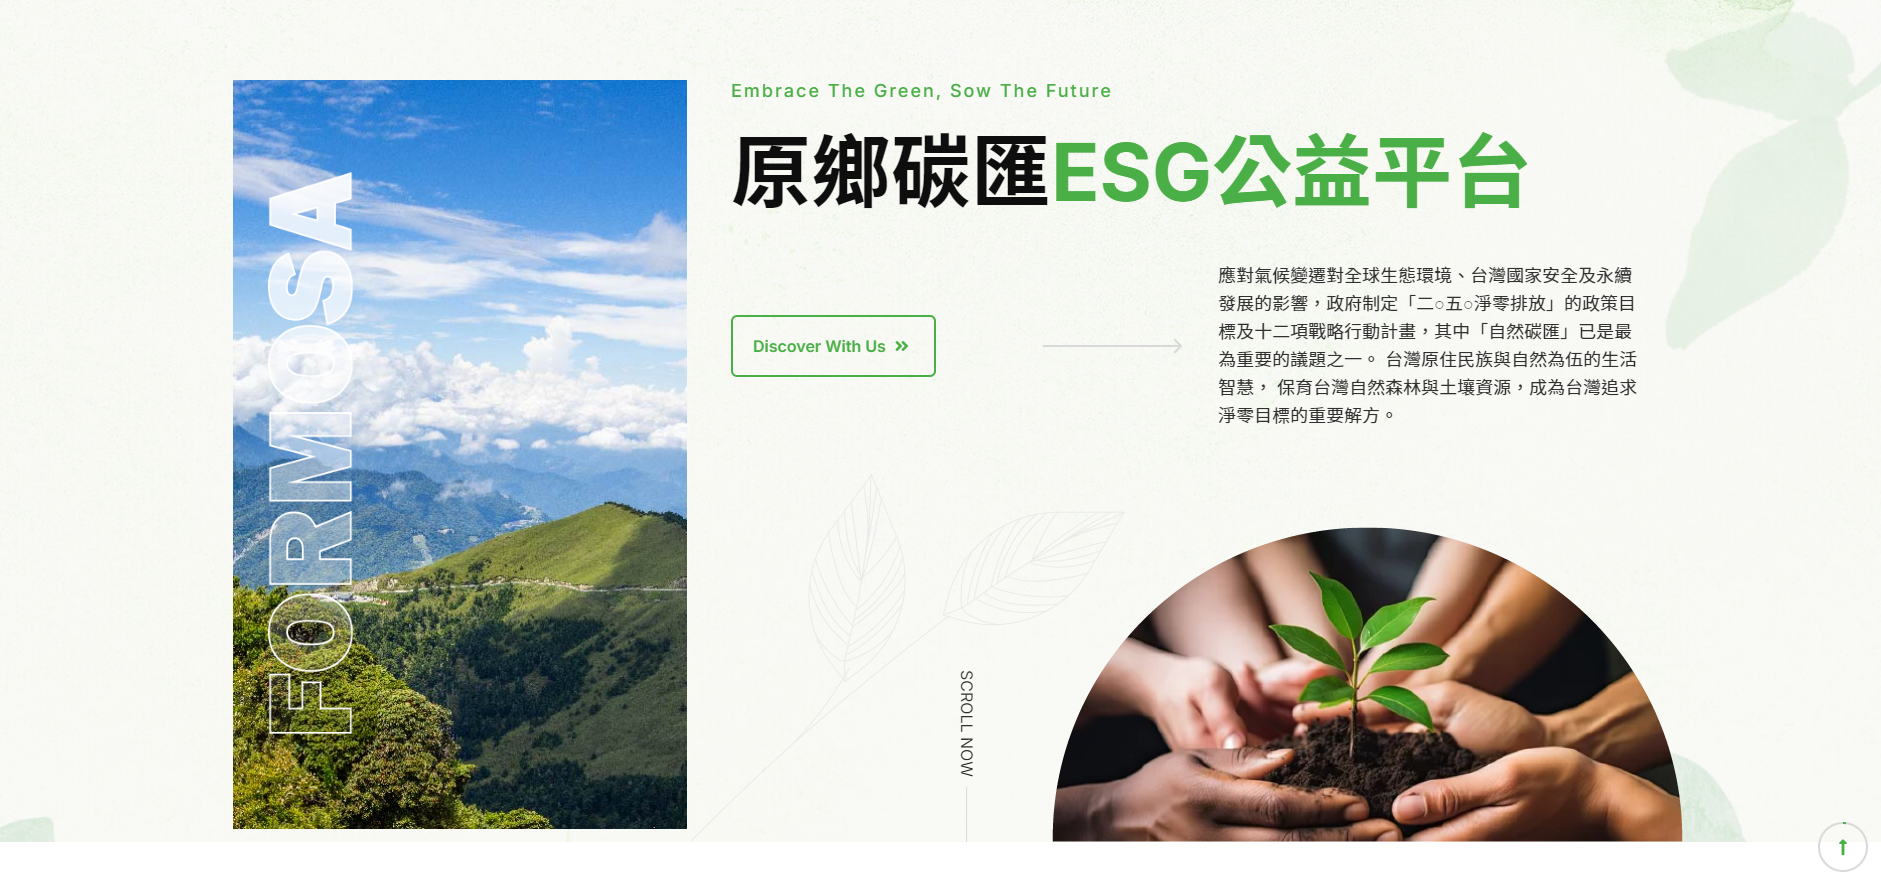 FORMOSA
Embrace The Green, Sow The Future
原鄉碳匯ESG公益平台
Discover With Us
應對氣候變遷對全球生態環境、台灣國家安全及永續
發展的影響，政府制定「二○五○淨零排放」的政策目
標及十二項戰略行動計畫，其中「自然碳匯」已是最
為重要的議題之一。 台灣原住民族與自然為伍的生活
智慧， 保育台灣自然森林與土壤資源，成為台灣追求
淨零目標的重要解方。
SCROLL NOW